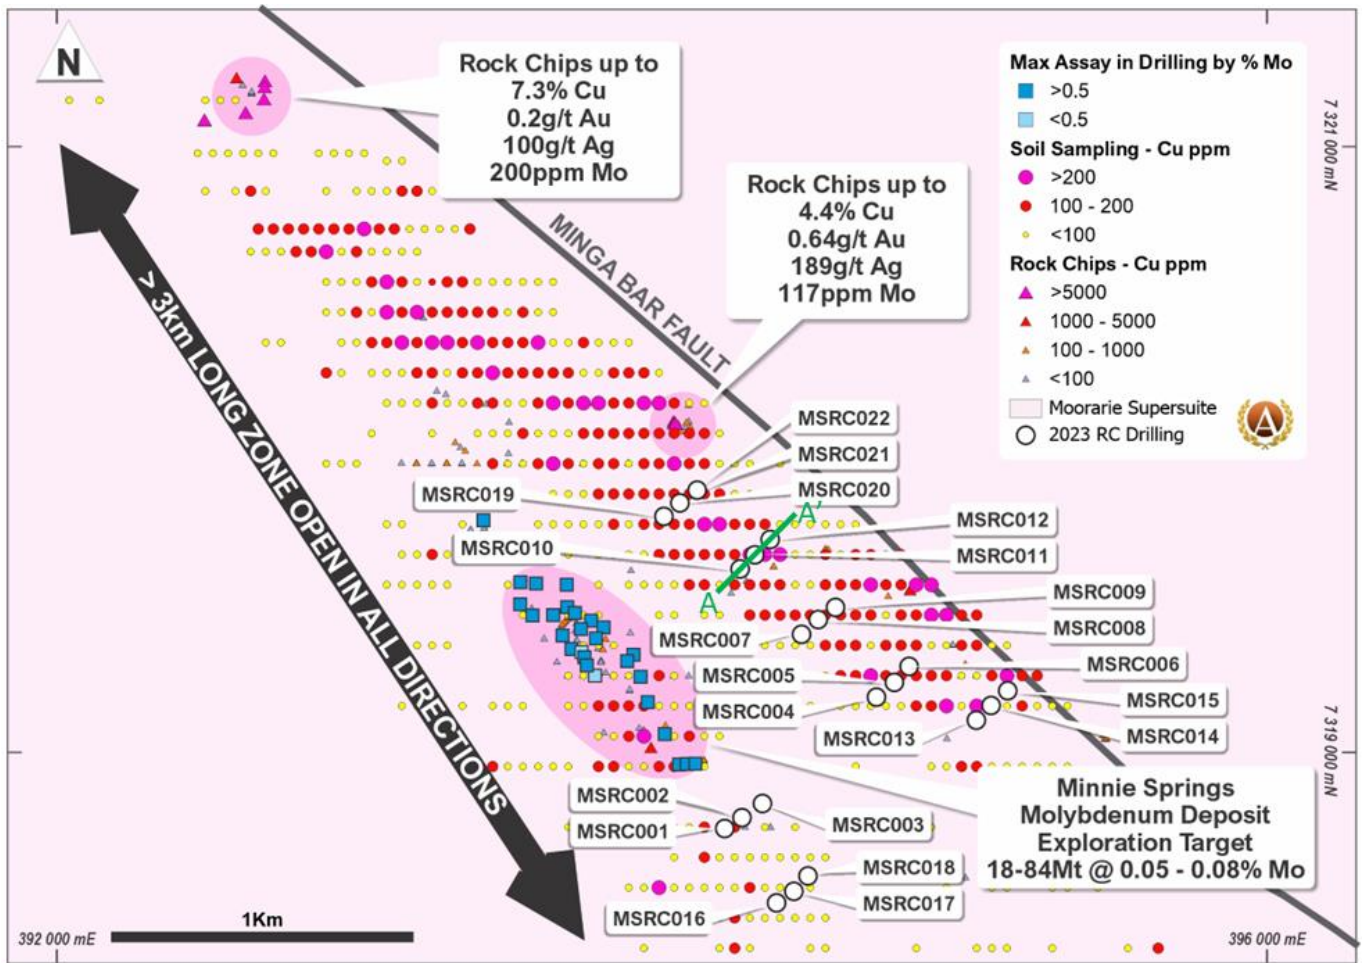 N
Rock Chips up to
7.3% Cu
0.2g/t Au
100g/t Ag
200ppm Mo
Max Assay in Drilling by % Mo
>0.5
<0.5
Soil Sampling - Cu ppm
>200
100 - 200
<100
Rock Chips - Cu ppm
>5000
1000 - 5000
100 - 1000
<100
Moorarie Supersuite
2023 RC Drilling
A
7 321 000 mN
Rock Chips up to
4.4% Cu
0.64g/t Au
189g/t Ag
117ppm Mo
MINGA BAR FAULT
> 3km LONG ZONE OPEN IN ALL DIRECTIONS
MSRC022
MSRC021
MSRC020
MSRC019
A'
MSRC012
MSRC010
MSRC011
A
MSRC009
MSRC008
MSRC007
MSRC006
MSRC005
MSRC015
MSRC004
MSRC014
MSRC013
7 319 000 mN
Minnie Springs
Molybdenum Deposit
Exploration Target
18-84Mt @ 0.05 - 0.08% Mo
MSRC002
MSRC003
MSRC001
MSRC018
MSRC017
MSRC016
1Km
392 000 mE
396 000 mE